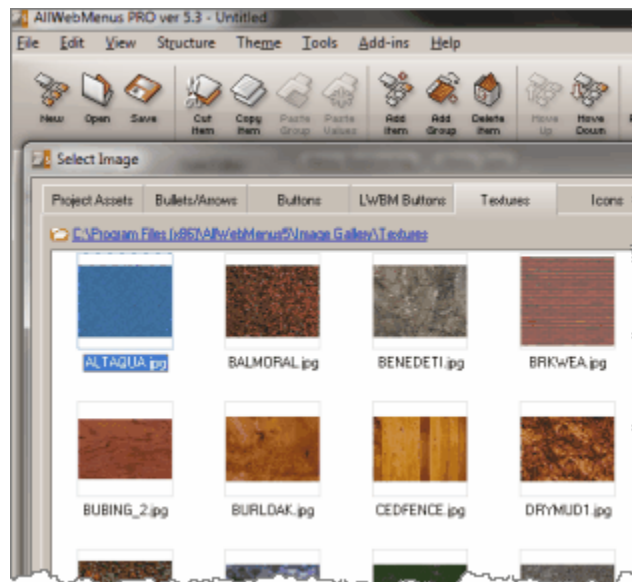 AllWebMenus PRO ver 5.3 - Untitled
File Edit View Structure Theme Tools Add-ins Help
New Open Save Cut Item Copy Item Paste Group Paste Values Add Item Add Group Delete Item Move Up Move Down
Select Image
Project Assets Bullets/Arrows Buttons LWBM Buttons Textures Icons
C:\Program Files (x86)\AllWebMenus5\Image Gallery\Textures
ALTAQUA.jpg BALMORAL.jpg BENEDETI.jpg BRKWEA.jpg
BUBING_2.jpg BURLOAK.jpg CEDFENCE.jpg DRYMUD1.jpg